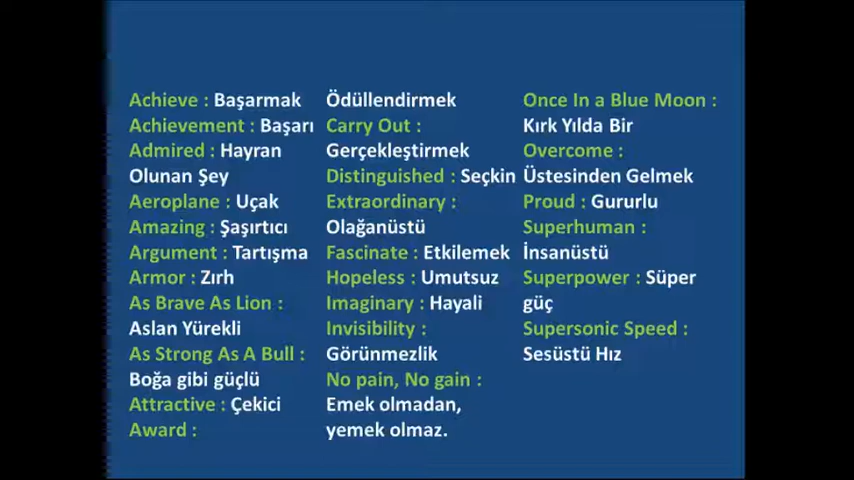 Achieve : Başarmak
Achievement : Başarı
Admired : Hayran
Olunan Şey
Aeroplane : Uçak
Amazing : Şaşırtıcı
Argument : Tartışma
Armor : Zırh
As Brave As Lion :
Aslan Yürekli
As Strong As A Bull :
Boğa gibi güçlü
Attractive : Çekici
Award :
Ödüllendirmek
Carry Out :
Gerçekleştirmek
Distinguished : Seçkin
Extraordinary :
Olağanüstü
Fascinate : Etkilemek
Hopeless : Umutsuz
Imaginary : Hayali
Invisibility :
Görünmezlik
No pain, No gain :
Emek olmadan,
yemek olmaz.
Once In a Blue Moon :
Kırk Yılda Bir
Overcome :
Üstesinden Gelmek
Proud : Gururlu
Superhuman :
İnsanüstü
Superpower : Süper
güç
Supersonic Speed :
Sesüstü Hız